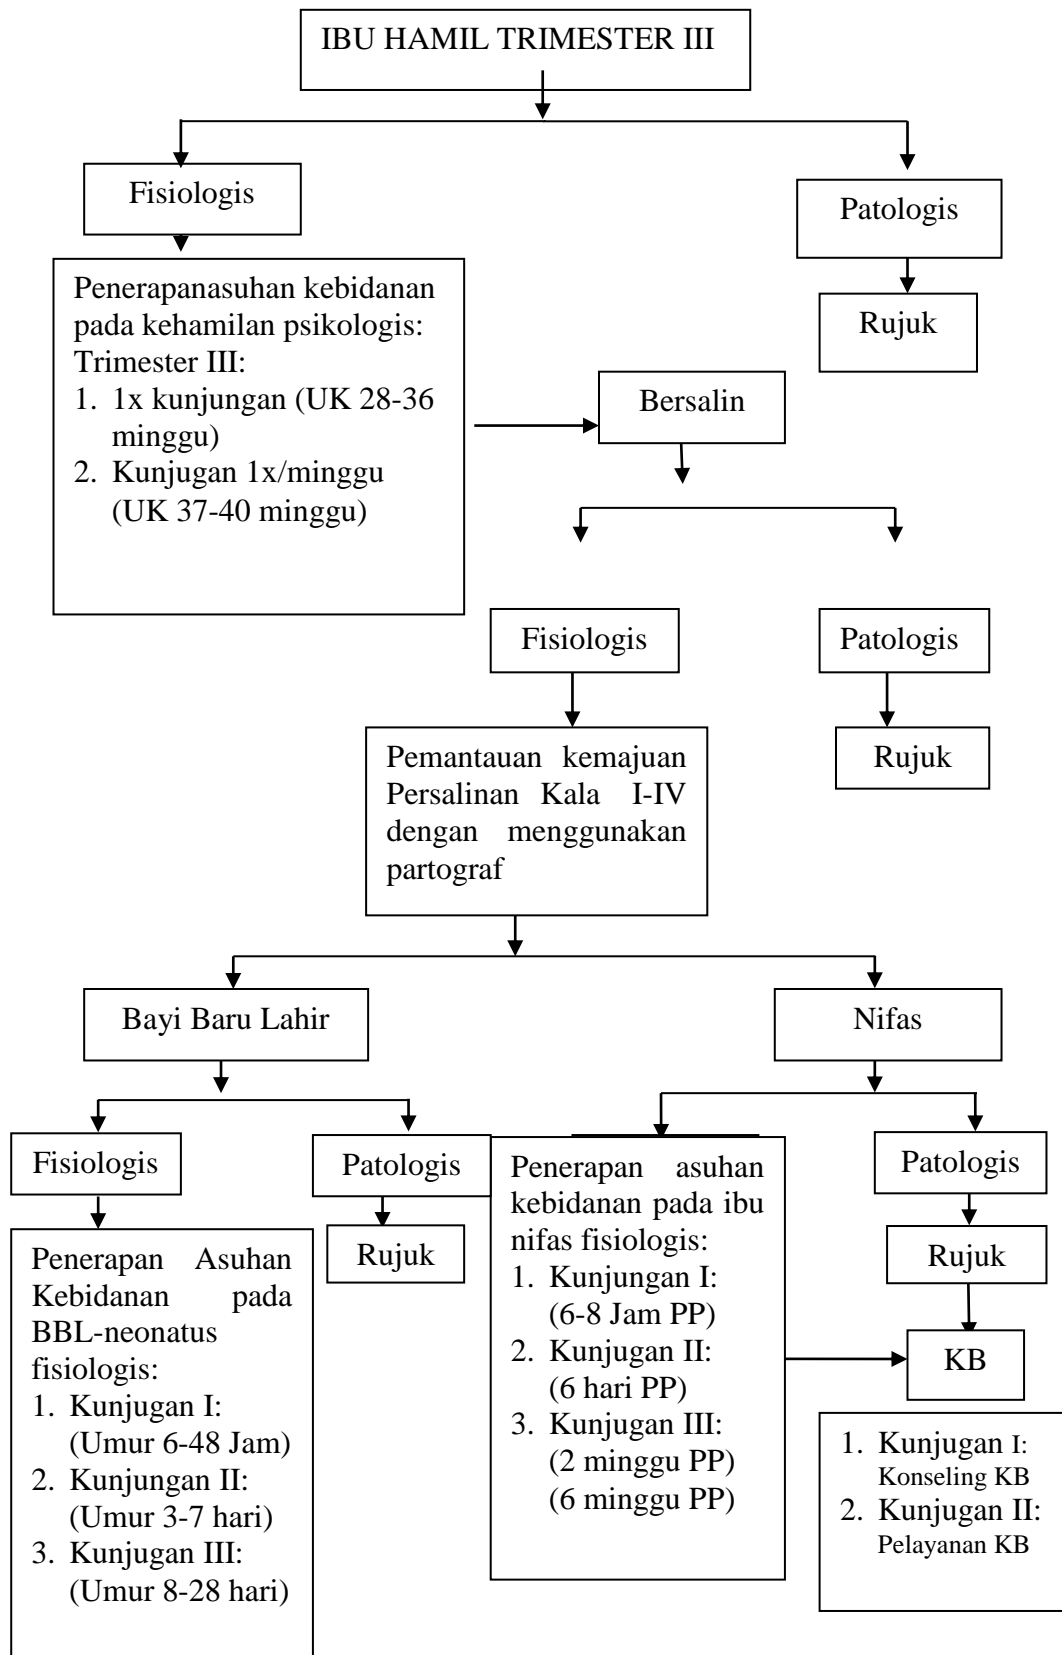 IBU HAMIL TRIMESTER III
Fisiologis
Patologis
Penerapanasuhan kebidanan
pada kehamilan psikologis:
Trimester III:
1. 1x kunjungan (UK 28-36
minggu)
2. Kunjugan 1x/minggu
(UK 37-40 minggu)
Rujuk
Bersalin
Fisiologis
Patologis
Pemantauan kemajuan
Persalinan Kala I-IV
dengan menggunakan
partograf
Rujuk
Bayi Baru Lahir
Nifas
Fisiologis
Patologis
Penerapan Asuhan
Kebidanan pada
BBL-neonatus
fisiologis:
1. Kunjugan I:
(Umur 6-48 Jam)
2. Kunjungan II:
(Umur 3-7 hari)
3. Kunjugan III:
(Umur 8-28 hari)
Rujuk
Penerapan asuhan
kebidanan pada ibu
nifas fisiologis:
1. Kunjungan I:
(6-8 Jam PP)
2. Kunjugan II:
(6 hari PP)
3. Kunjugan III:
(2 minggu PP)
(6 minggu PP)
Patologis
Rujuk
KB
1. Kunjugan I:
Konseling KB
2. Kunjugan II:
Pelayanan KB